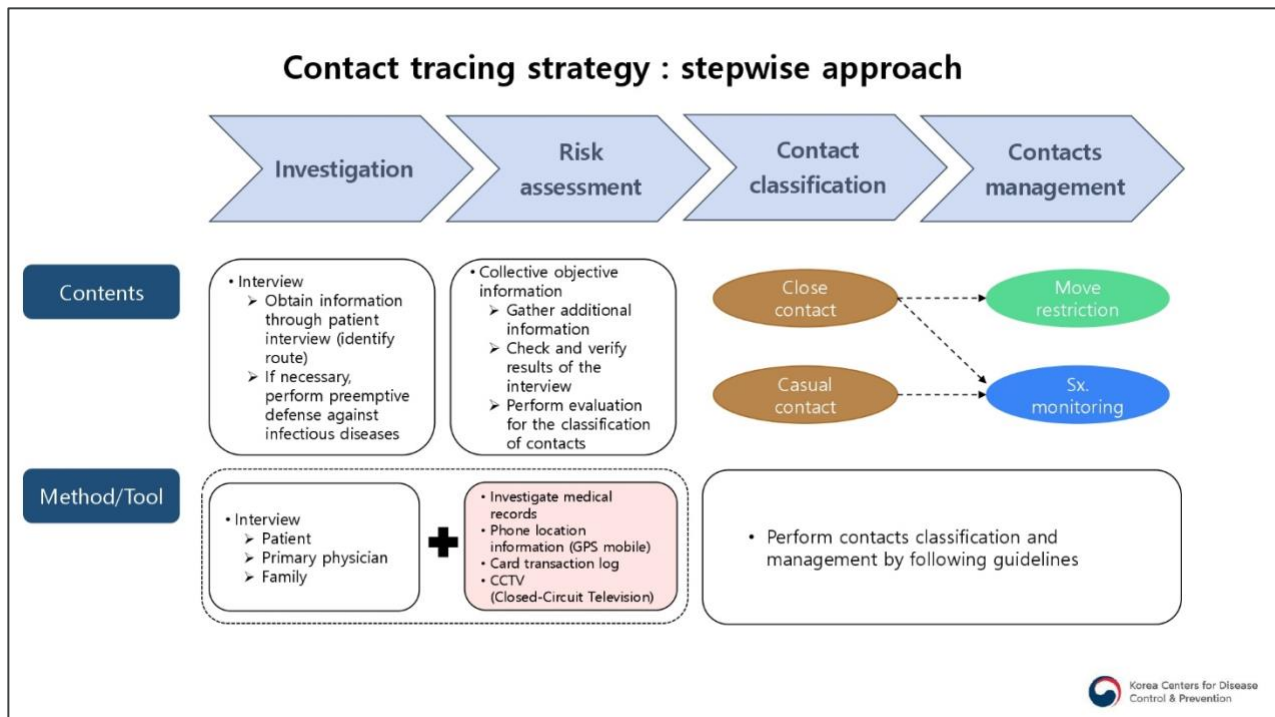 Contact tracing strategy : stepwise approach
Investigation
Risk
assessment
Contact
classification
Contacts
management
Contents
• Interview
➢ Obtain information
through patient
interview (identify
route)
➢ If necessary,
perform preemptive
defense against
infectious diseases
• Collective objective
information
➢ Gather additional
information
➢ Check and verify
results of the
interview
➢ Perform evaluation
for the classification
of contacts
Close
contact
Move
restriction
Casual
contact
Sx.
monitoring
Method/Tool
• Interview
➢ Patient
➢ Primary physician
➢ Family
• Investigate medical
records
• Phone location
information (GPS mobile)
• Card transaction log
• CCTV
(Closed-Circuit Television)
• Perform contacts classification and
management by following guidelines
Korea Centers for Disease
Control & Prevention